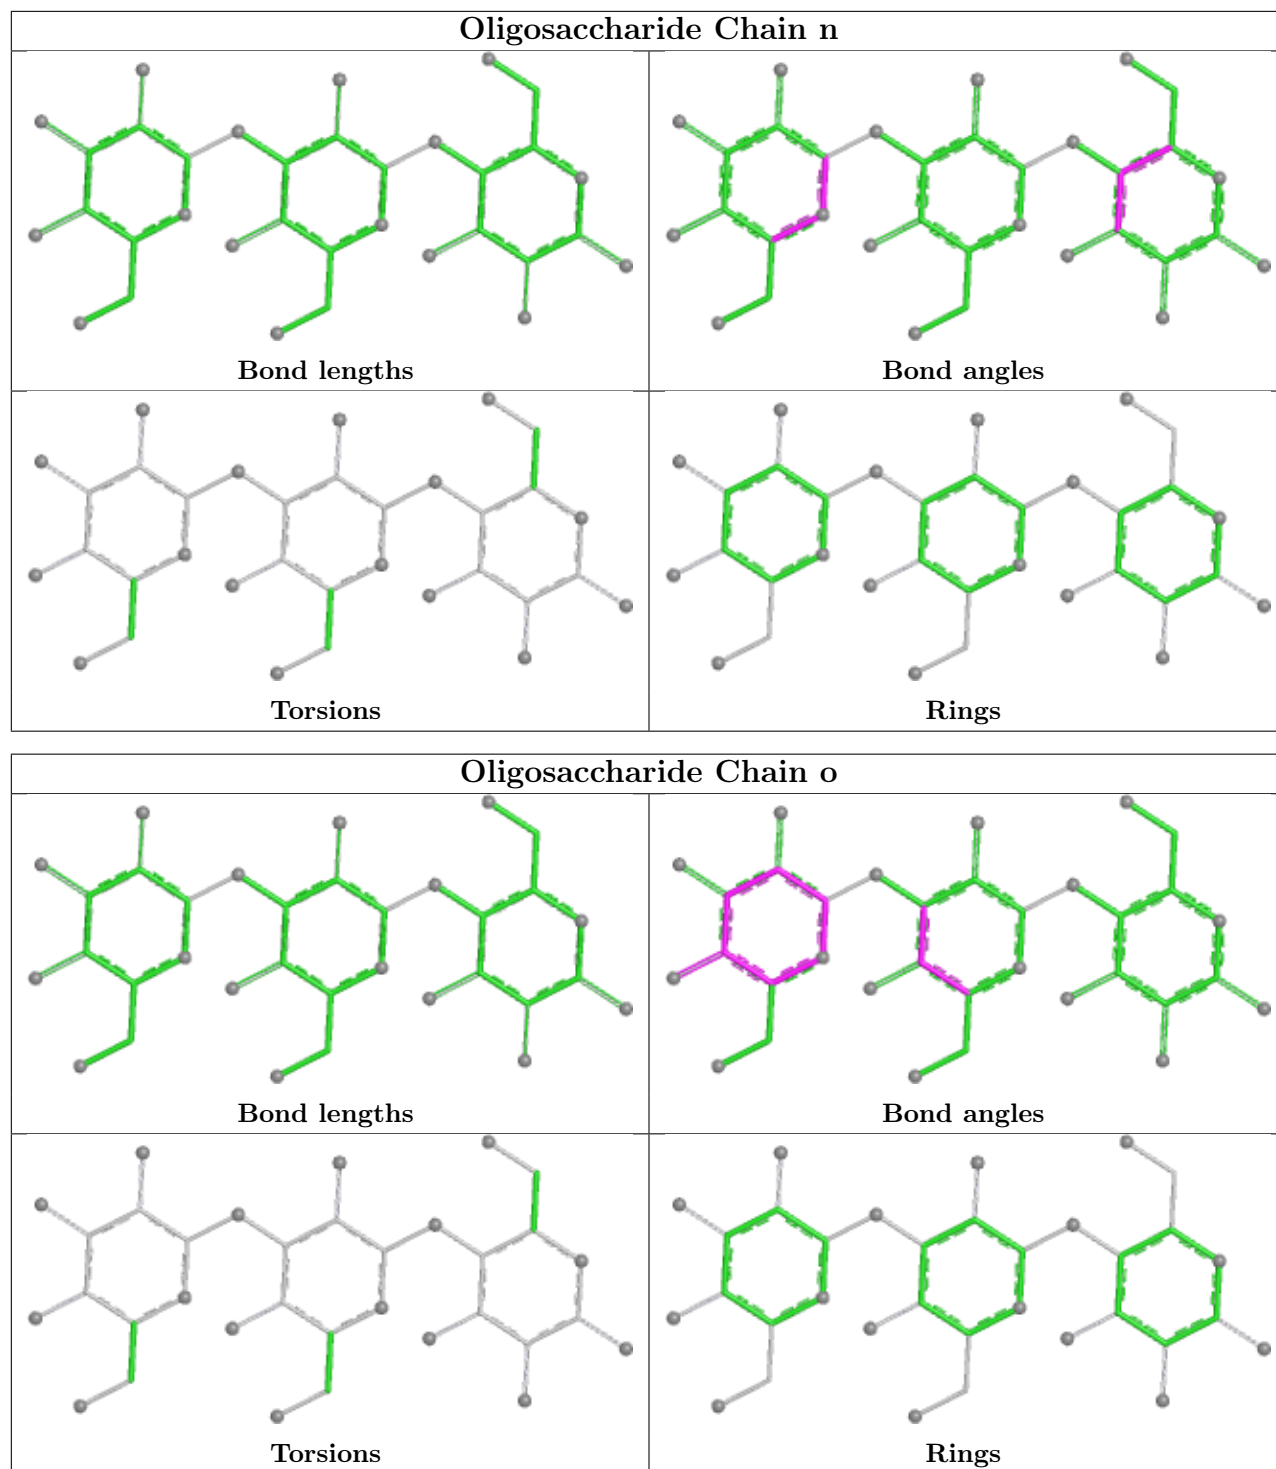 Oligosaccharide Chain n
Bond lengths
Bond angles
Torsions
Rings
Oligosaccharide Chain o
Bond lengths
Bond angles
Torsions
Rings